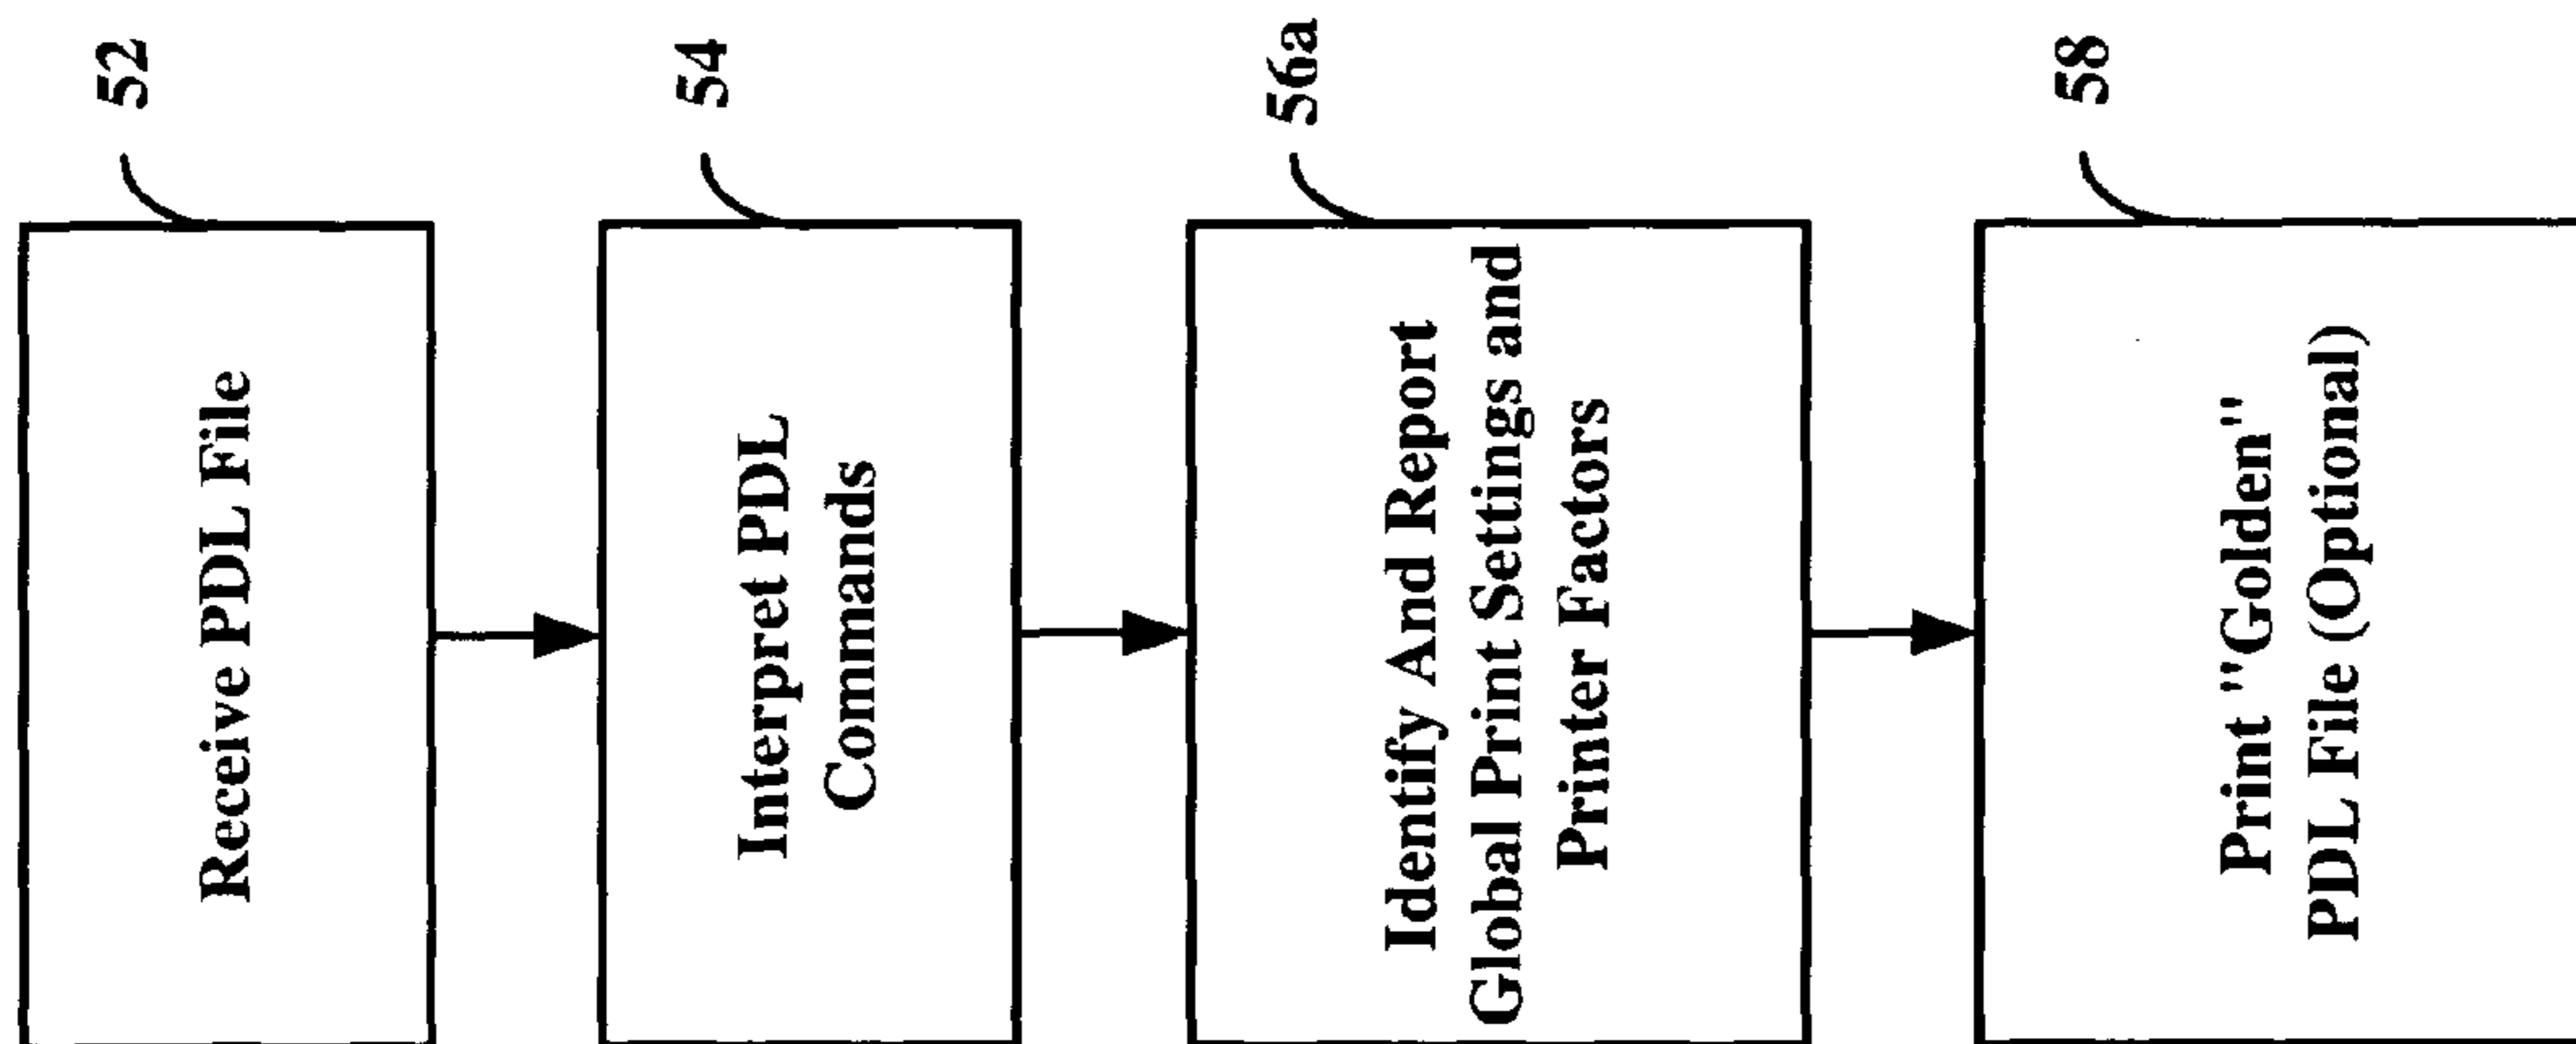 52
Receive PDL File
54
Interpret PDL
Commands
56a
Identify And Report
Global Print Settings and
Printer Factors
58
Print "Golden"
PDL File (Optional)